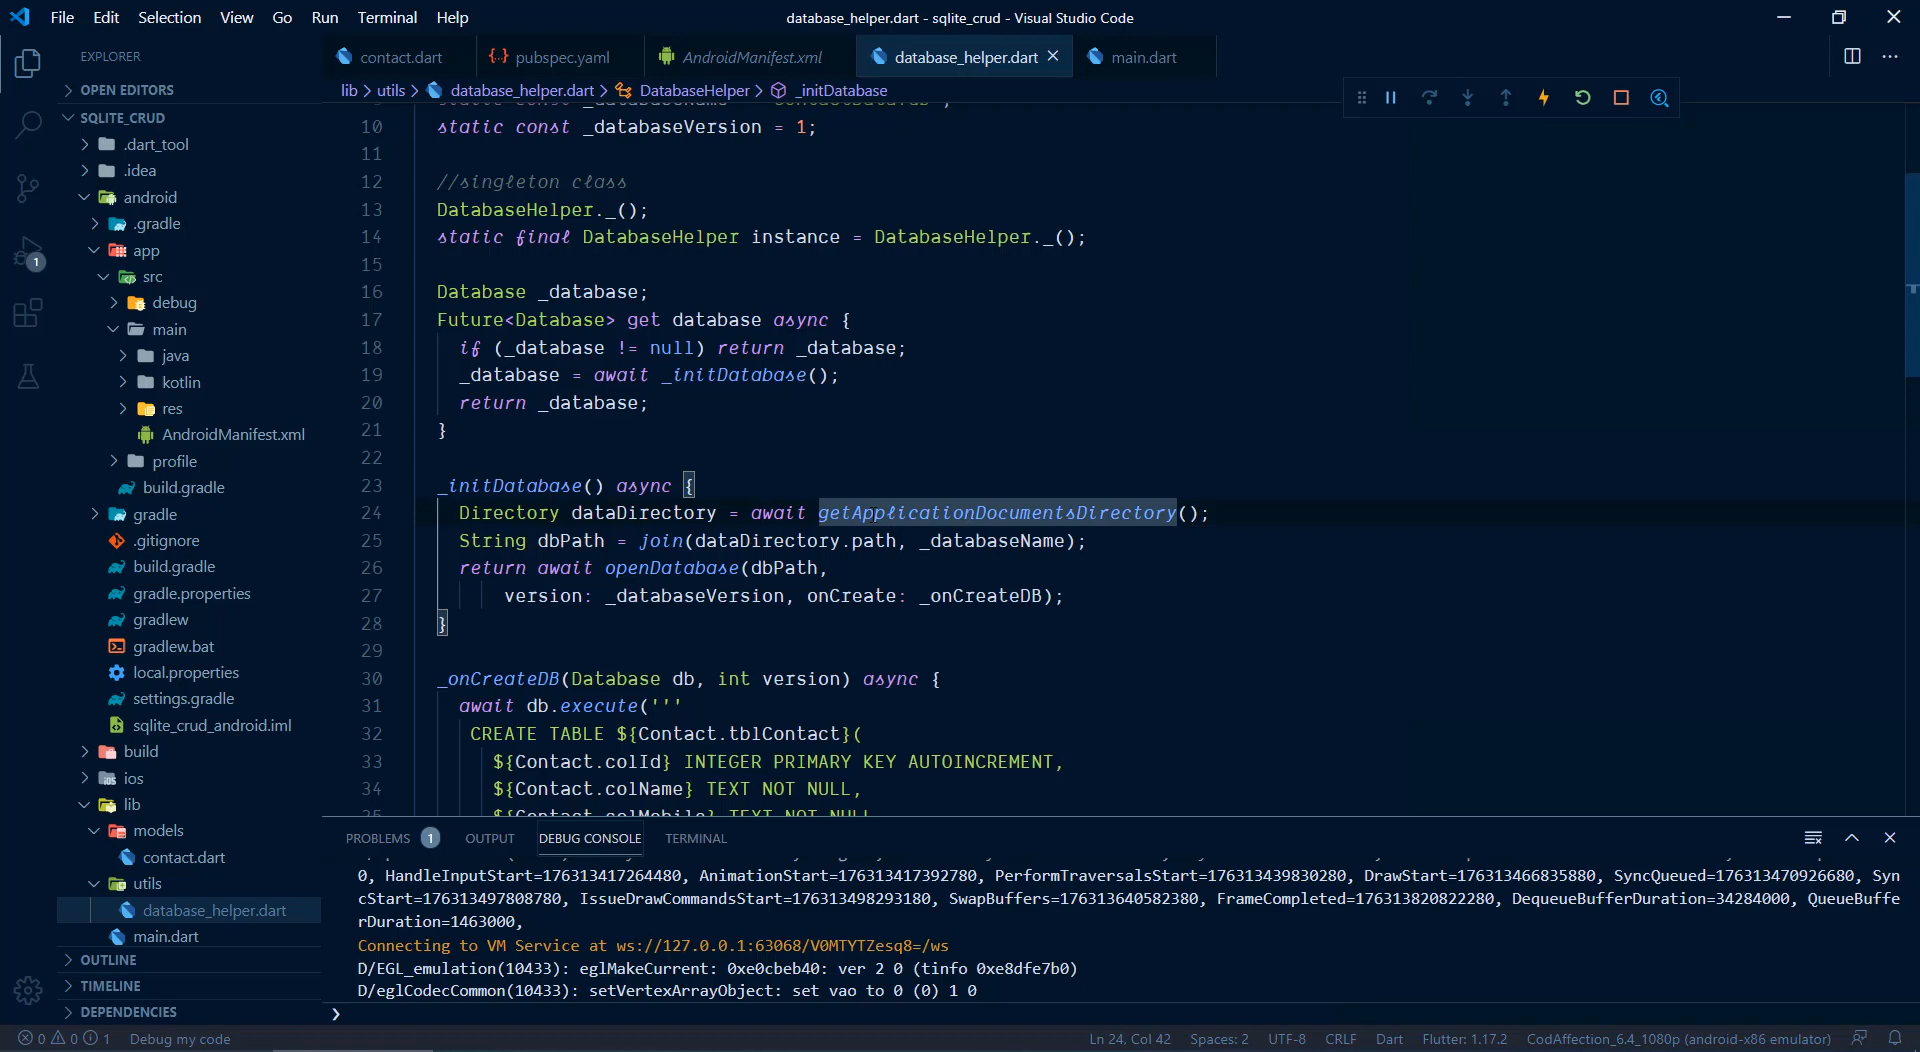 File Edit Selection View Go Run Terminal Help
database_helper.dart - sqlite_crud - Visual Studio Code
EXPLORER
contact.dart
pubspec.yaml
AndroidManifest.xml
database_helper.dart
main.dart
OPEN EDITORS
lib > utils > database_helper.dart > DatabaseHelper > _initDatabase
SQLITE_CRUD
.dart_tool
.idea
android
.gradle
app
src
debug
main
java
kotlin
res
AndroidManifest.xml
profile
build.gradle
gradle
.gitignore
build.gradle
gradle.properties
gradlew
gradlew.bat
local.properties
settings.gradle
sqlite_crud_android.iml
build
ios
lib
models
contact.dart
utils
database_helper.dart
main.dart
OUTLINE
TIMELINE
DEPENDENCIES
1
10 static const _databaseVersion = 1;
11
12 //singleton class
13 DatabaseHelper._();
14 static final DatabaseHelper instance = DatabaseHelper._();
15
16 Database _database;
17 Future<Database> get database async {
18 if (_database != null) return _database;
19 _database = await _initDatabase();
20 return _database;
21 }
22
23 _initDatabase() async {
24 Directory dataDirectory = await getApplicationDocumentsDirectory();
25 String dbPath = join(dataDirectory.path, _databaseName);
26 return await openDatabase(dbPath,
27 version: _databaseVersion, onCreate: _onCreateDB);
28 }
29
30 _onCreateDB(Database db, int version) async {
31 await db.execute('''
32 CREATE TABLE ${Contact.tblContact}(
33 ${Contact.colId} INTEGER PRIMARY KEY AUTOINCREMENT,
34 ${Contact.colName} TEXT NOT NULL,
35 ${Contact.colMobile} TEXT NOT NULL
PROBLEMS 1 OUTPUT DEBUG CONSOLE TERMINAL
0, HandleInputStart=176313417264480, AnimationStart=176313417392780, PerformTraversalsStart=176313439830280, DrawStart=176313466835880, SyncQueued=176313470926680, Syn
cStart=176313497808780, IssueDrawCommandsStart=176313498293180, SwapBuffers=176313640582380, FrameCompleted=176313820822280, DequeueBufferDuration=34284000, QueueBuffe
rDuration=1463000,
Connecting to VM Service at ws://127.0.0.1:63068/V0MTYTZesq8=/ws
D/EGL_emulation(10433): eglMakeCurrent: 0xe0cbeb40: ver 2 0 (tinfo 0xe8dfe7b0)
D/eglCodecCommon(10433): setVertexArrayObject: set vao to 0 (0) 1 0
0 0 1 Debug my code
Ln 24, Col 42 Spaces: 2 UTF-8 CRLF Dart Flutter: 1.17.2 CodAffection_6.4_1080p (android-x86 emulator)